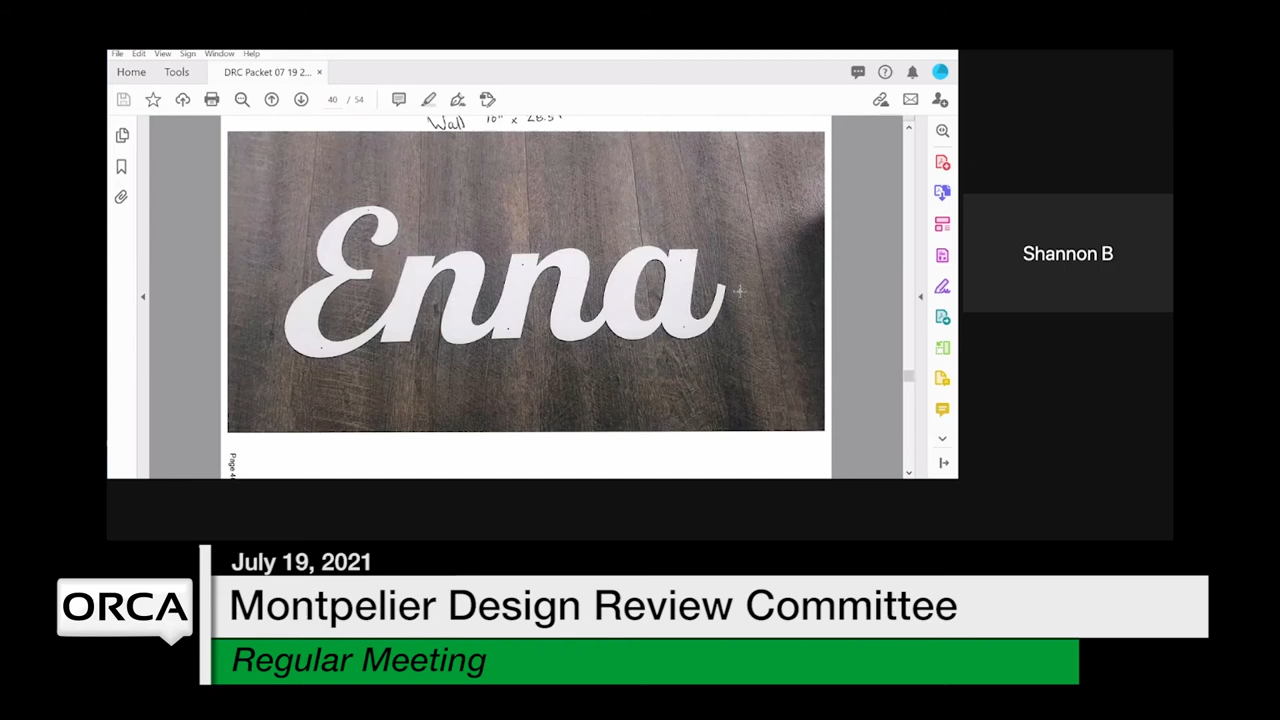 File Edit View Sign Window Help
Home Tools DRC Packet 07 19 2... ×
40 / 54
Wall
Enna
Shannon B
July 19, 2021
ORCA
Montpelier Design Review Committee
Regular Meeting